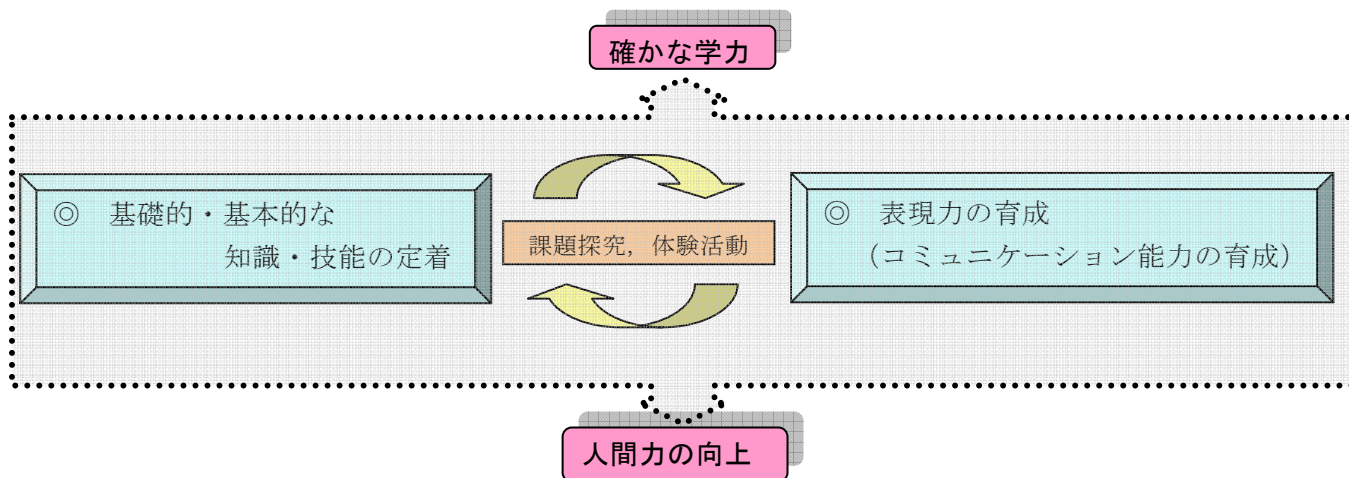 確かな学力
◎　基礎的・基本的な
知識・技能の定着
課題探究，体験活動
◎　表現力の育成
（コミュニケーション能力の育成）
人間力の向上